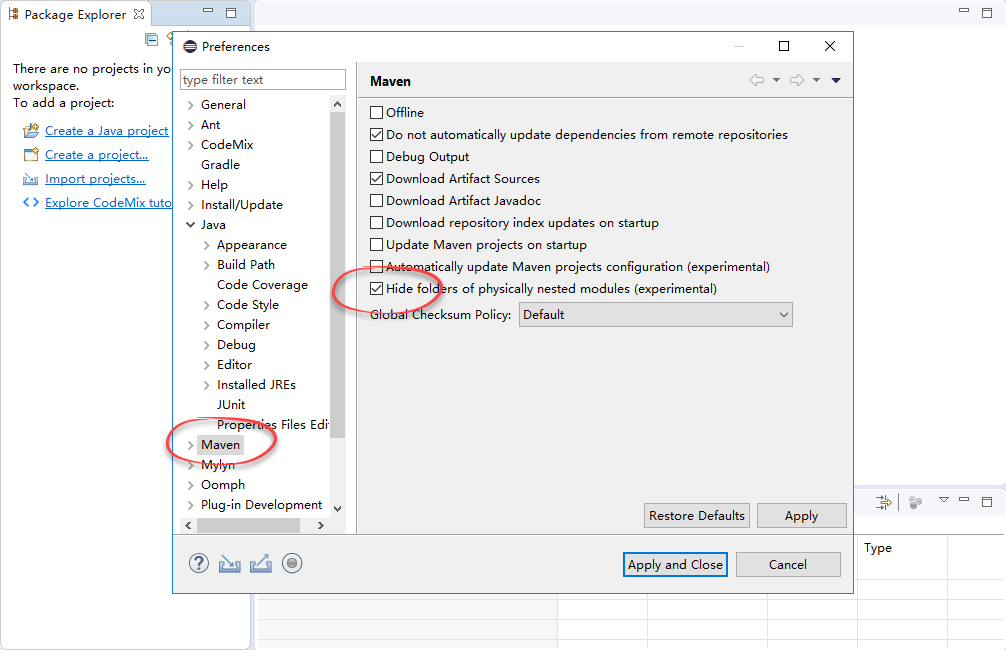 Package Explorer
There are no projects in yo
workspace.
To add a project:
Create a Java project
Create a project...
Import projects...
Explore CodeMix tuto
Preferences
type filter text
General
Ant
CodeMix
Gradle
Help
Install/Update
Java
Appearance
Build Path
Code Coverage
Code Style
Compiler
Debug
Editor
Installed JREs
JUnit
Properties Files Edi
Maven
Mylyn
Oomph
Plug-in Development
Maven
Offline
Do not automatically update dependencies from remote repositories
Debug Output
Download Artifact Sources
Download Artifact Javadoc
Download repository index updates on startup
Update Maven projects on startup
Automatically update Maven projects configuration (experimental)
Hide folders of physically nested modules (experimental)
Global Checksum Policy: Default
Restore Defaults Apply
Apply and Close Cancel
Type